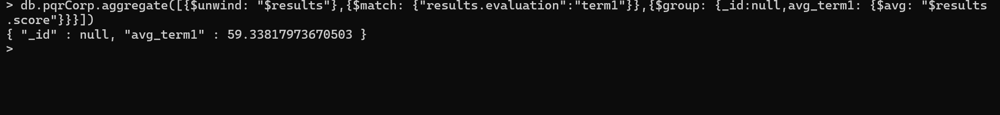 > db.pqrCorp.aggregate([{$unwind: "$results"},{$match: {"results.evaluation":"term1"}},{$group: {_id:null,avg_term1: {$avg: "$results
.score"}}}])
{ "_id" : null, "avg_term1" : 59.33817973670503 }
>